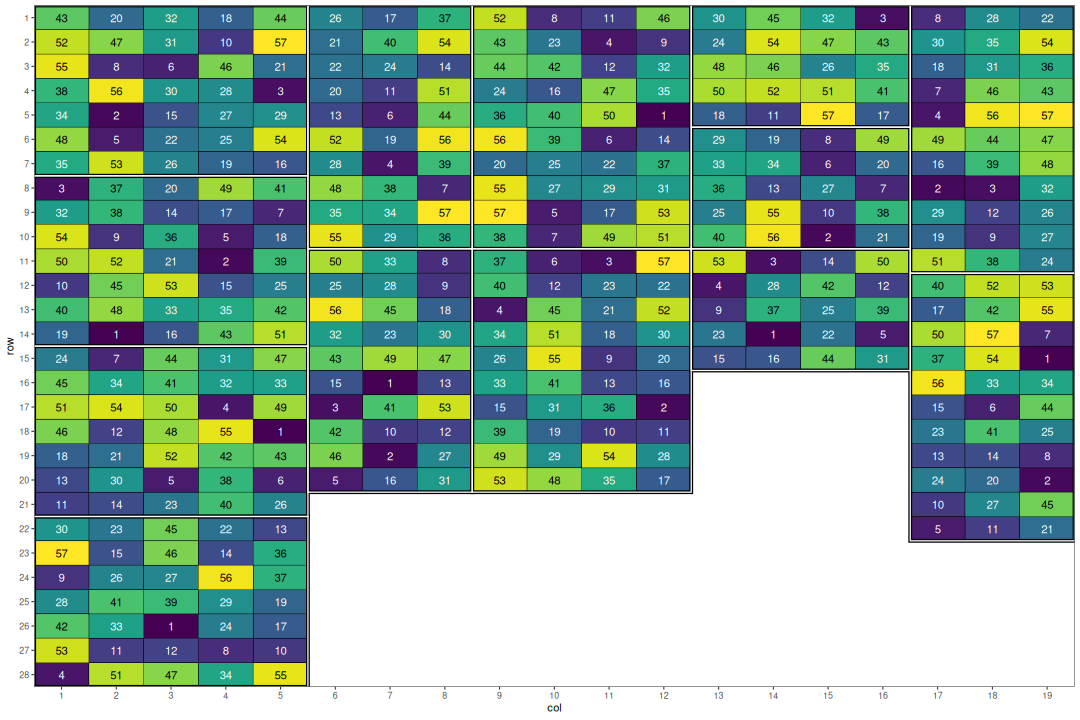 1 43 20 32 18 44 26 17 37 52 8 11 46 30 45 32 3 8 28 22
2 52 47 31 10 57 21 40 54 43 23 4 9 24 54 47 43 30 35 54
3 55 8 6 46 21 22 24 14 44 42 12 32 48 46 26 35 18 31 36
4 38 56 30 28 3 20 11 51 24 16 47 35 50 52 51 41 7 46 43
5 34 2 15 27 29 13 6 44 36 40 50 1 18 11 57 17 4 56 57
6 48 5 22 25 54 52 19 56 56 39 6 14 29 19 8 49 49 44 47
7 35 53 26 19 16 28 4 39 20 25 22 37 33 34 6 20 16 39 48
8 3 37 20 49 41 48 38 7 55 27 29 31 36 13 27 7 2 3 32
9 32 38 14 17 7 35 34 57 57 5 17 53 25 55 10 38 29 12 26
10 54 9 36 5 18 55 29 36 38 7 49 51 40 56 2 21 19 9 27
11 50 52 21 2 39 50 33 8 37 6 3 57 53 3 14 50 51 38 24
12 10 45 53 15 25 25 28 9 40 12 23 22 4 28 42 12 40 52 53
13 40 48 33 35 42 56 45 18 4 45 21 52 9 37 25 39 17 42 55
14 19 1 16 43 51 32 23 30 34 51 18 30 23 1 22 5 50 57 7
15 24 7 44 31 47 43 49 47 26 55 9 20 15 16 44 31 37 54 1
16 45 34 41 32 33 15 1 13 33 41 13 16 56 33 34
17 51 54 50 4 49 3 41 53 15 31 36 2 15 6 44
18 46 12 48 55 1 42 10 12 39 19 10 11 23 41 25
19 18 21 52 42 43 46 2 27 49 29 54 28 13 14 8
20 13 30 5 38 6 5 16 31 53 48 35 17 24 20 2
21 11 14 23 40 26 10 27 45
22 30 23 45 22 13 5 11 21
23 57 15 46 14 36
24 9 26 27 56 37
25 28 41 39 29 19
26 42 33 1 24 17
27 53 11 12 8 10
28 4 51 47 34 55
1 2 3 4 5 6 7 8 9 10 11 12 13 14 15 16 17 18 19
col
row